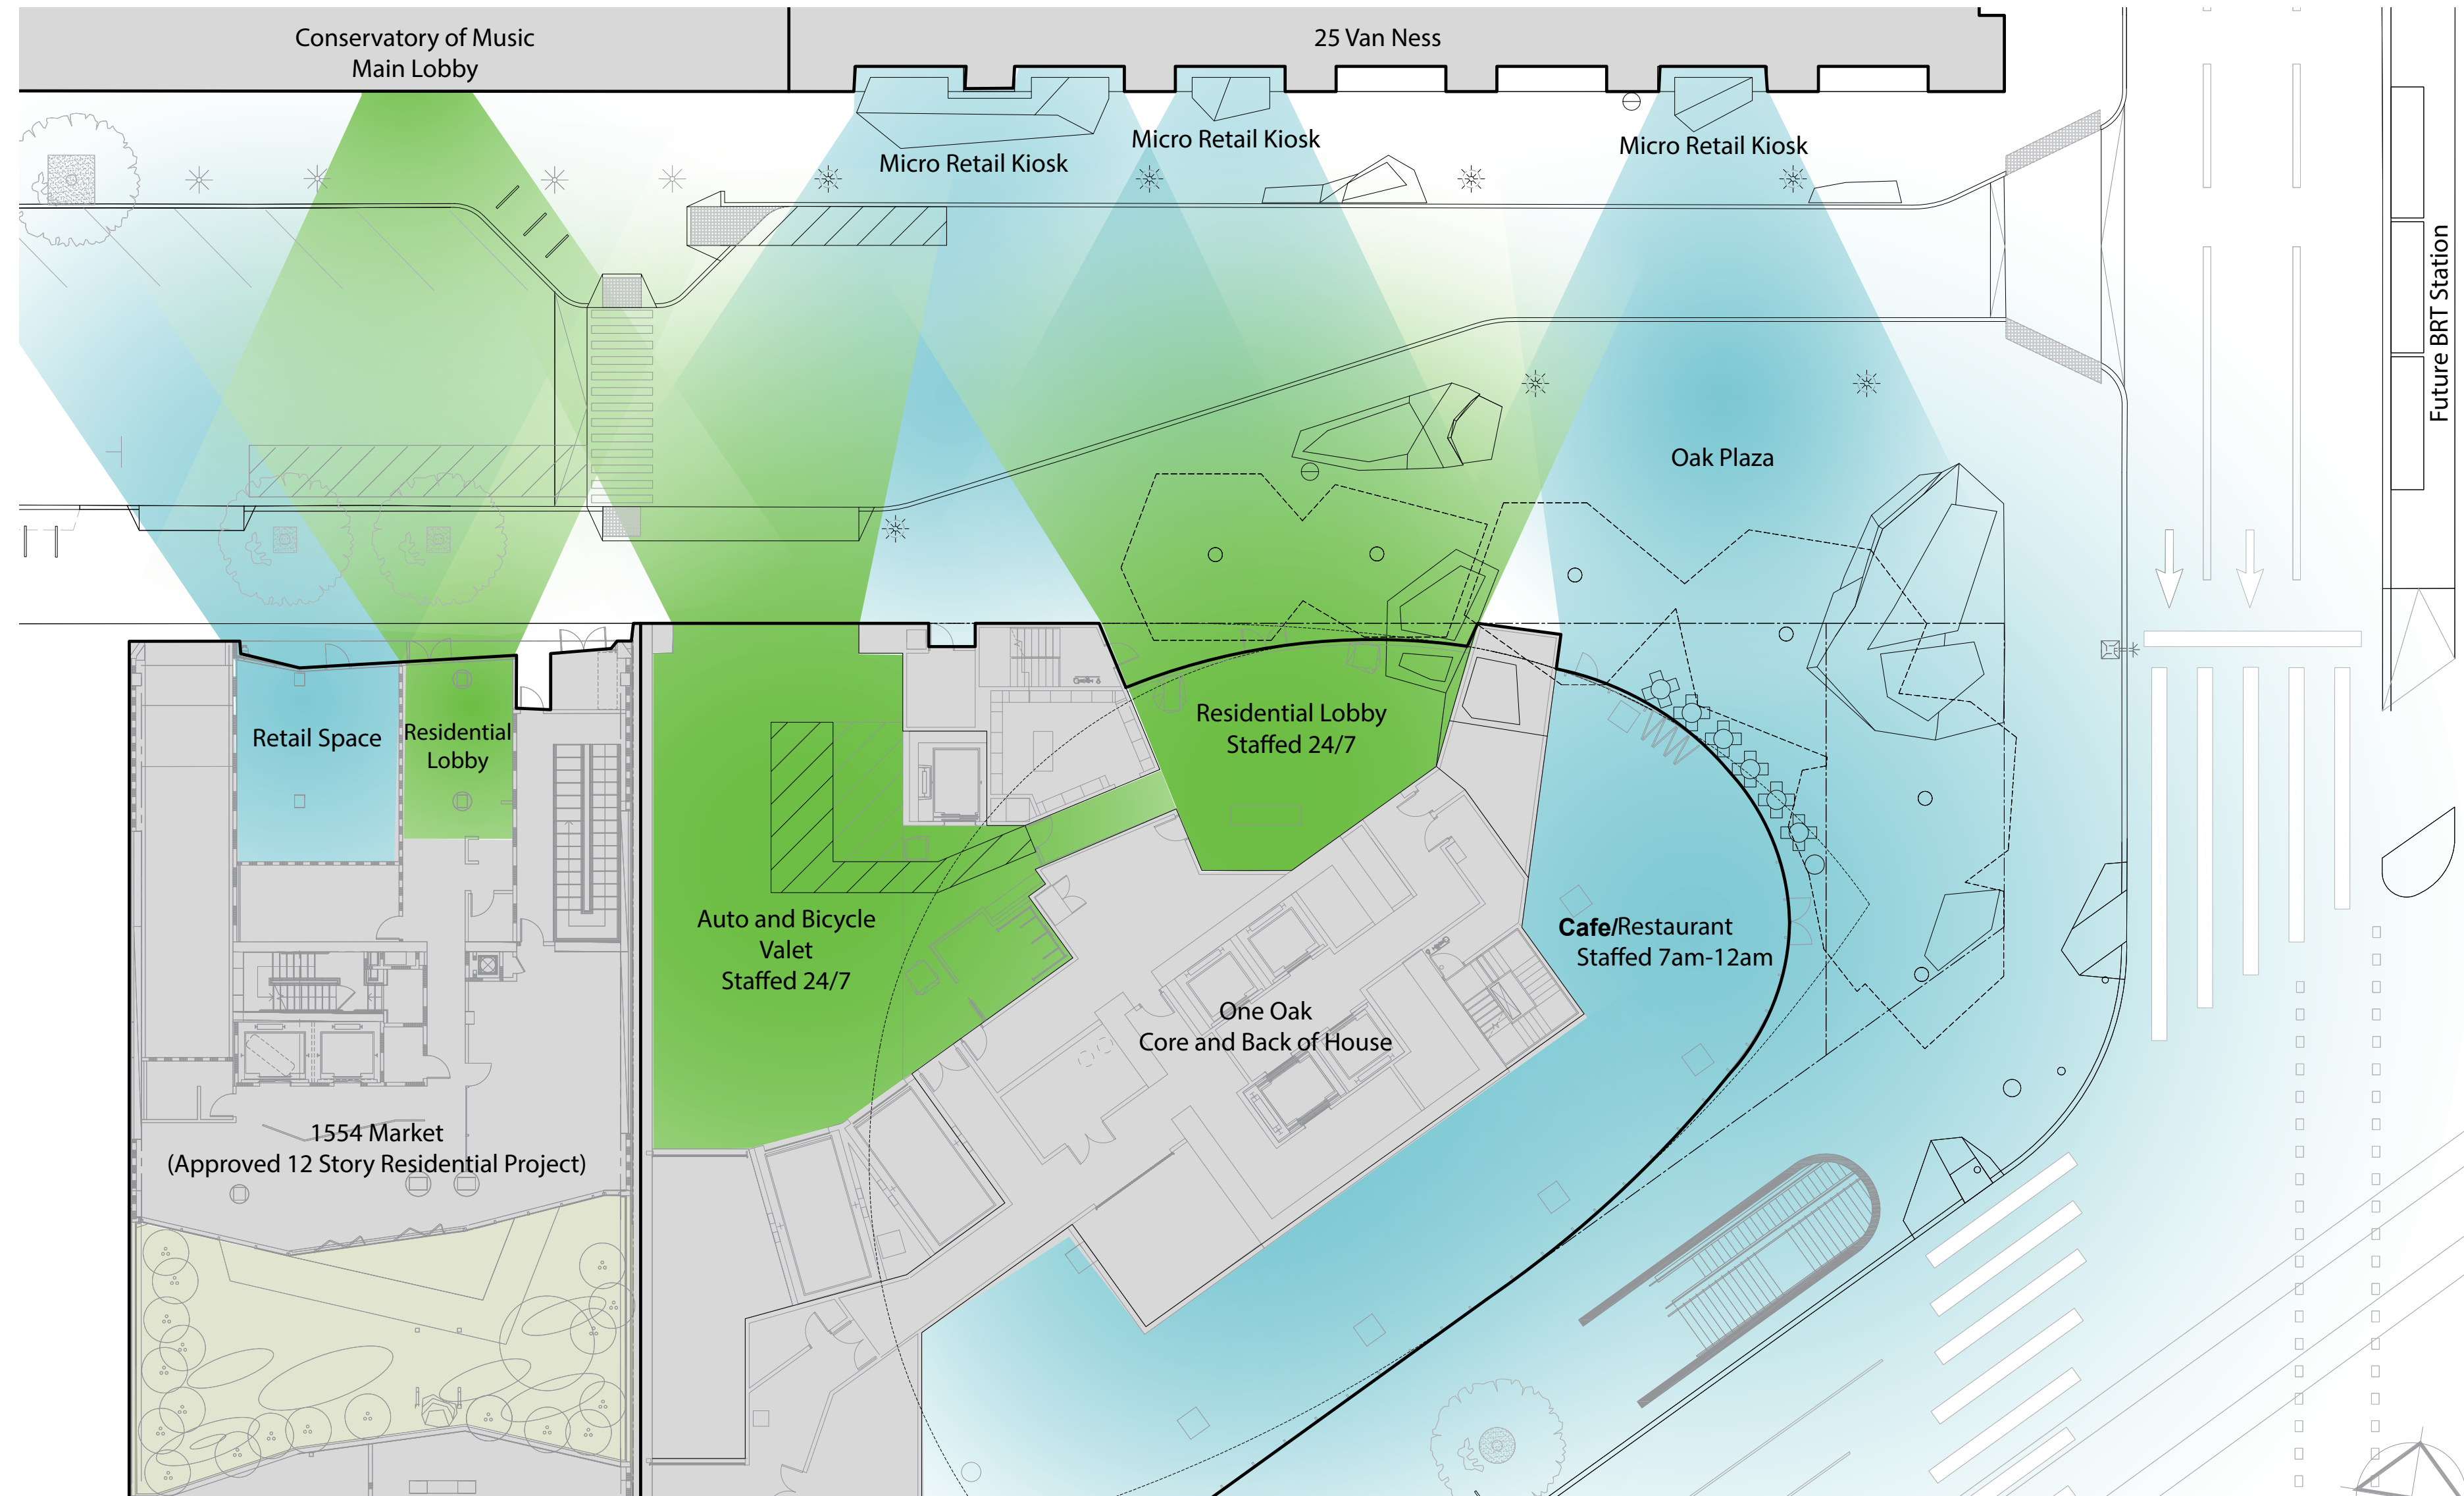 Conservatory of Music
Main Lobby
25 Van Ness
Micro Retail Kiosk
Micro Retail Kiosk
Micro Retail Kiosk
Future BRT Station
Oak Plaza
Retail Space
Residential
Lobby
Residential Lobby
Staffed 24/7
Auto and Bicycle
Valet
Staffed 24/7
Cafe/Restaurant
Staffed 7am-12am
One Oak
Core and Back of House
1554 Market
(Approved 12 Story Residential Project)